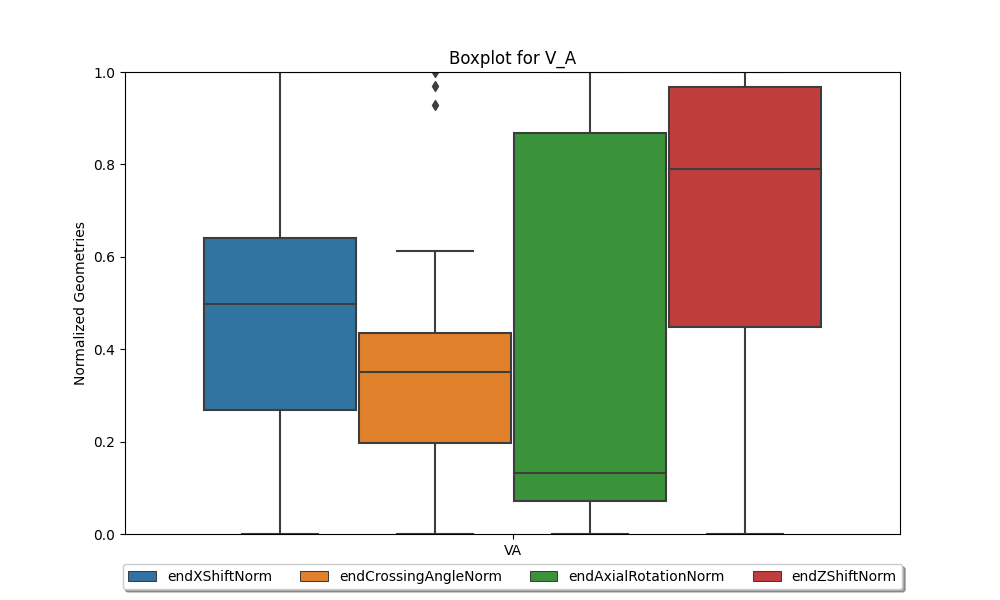 Boxplot for V_A
Normalized Geometries
1.0
0.8
0.6
0.4
0.2
0.0
VA
endXShiftNorm endCrossingAngleNorm endAxialRotationNorm endZShiftNorm